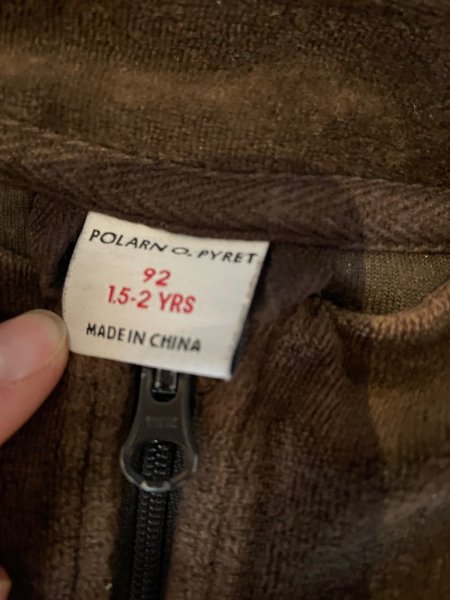 POLARN O. PYRET
92
1.5-2 YRS
MADE IN CHINA